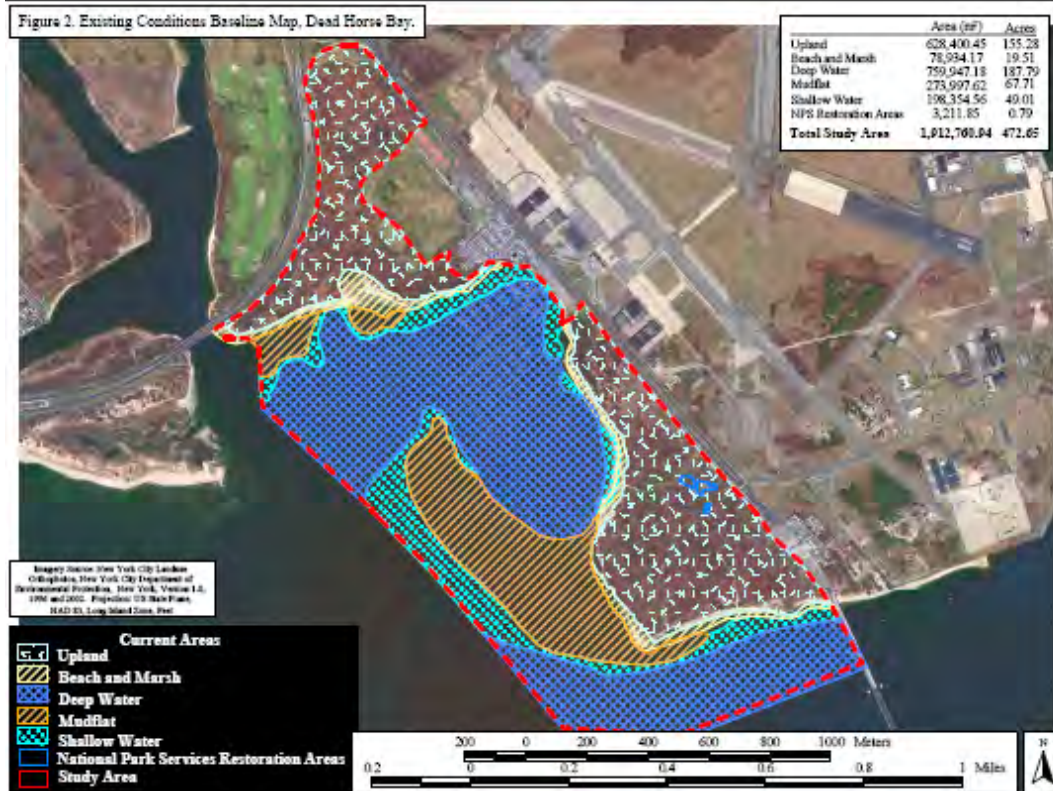 Figure 2. Existing Conditions Baseline Map, Dead Horse Bay.
Area (m²) Acres
Upland 628,400.45 155.28
Beach and Marsh 78,934.17 19.51
Deep Water 759,947.18 187.79
Mudflat 273,997.62 67.71
Shallow Water 198,354.56 49.01
NPS Restoration Areas 3,211.85 0.79
Total Study Area 1,912,760.94 472.65
Imagery Source: New York City Landuse
Orthophotos, New York City Department of
Environmental Protection, New York, Version 1.0,
1996 and 2002. Projection: US State Plane,
NAD 83, Long Island Zone, Feet
Current Areas
Upland
Beach and Marsh
Deep Water
Mudflat
Shallow Water
National Park Services Restoration Areas
Study Area
200 0 200 400 600 800 1000 Meters
0.2 0 0.2 0.4 0.6 0.8 1 Miles
N